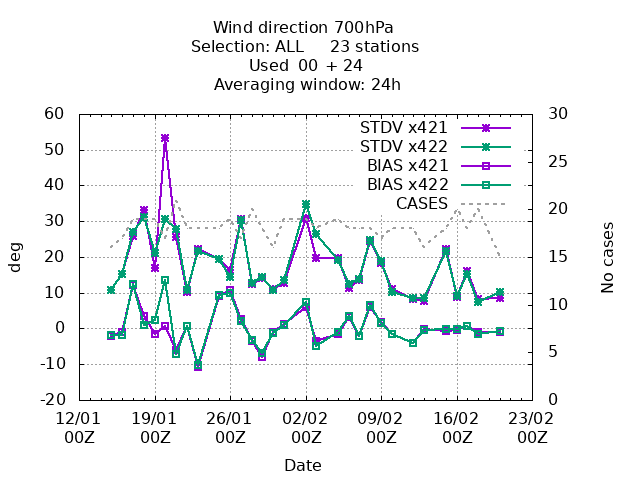 Wind direction 700hPa
Selection: ALL 23 stations
Used 00 + 24
Averaging window: 24h
60 30
STDV x421
50 25
STDV x422
BIAS x421
40 BIAS x422
CASES 20
30
20 15
10 10
0
5
-10
-20 0
deg
No cases
12/01 19/01 26/01 02/02 09/02 16/02 23/02
00Z 00Z 00Z 00Z 00Z 00Z 00Z
Date